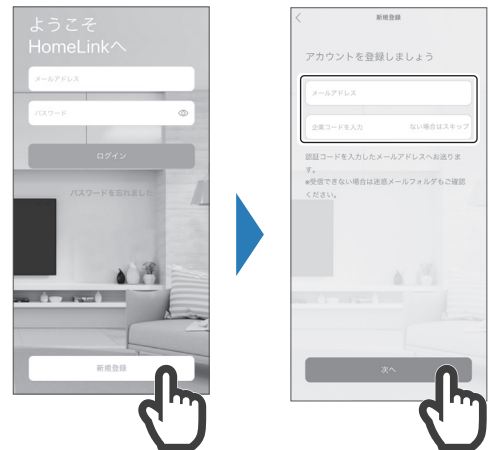 ようこそ
HomeLinkへ
メールアドレス
パスワード
ログイン
パスワードを忘れました
新規登録
新規登録
アカウントを登録しましょう
メールアドレス
企業コードを入力 ない場合はスキップ
認証コードを入力したメールアドレスへお送りま
す。
※受信できない場合は迷惑メールフォルダもご確認
ください。
次へ